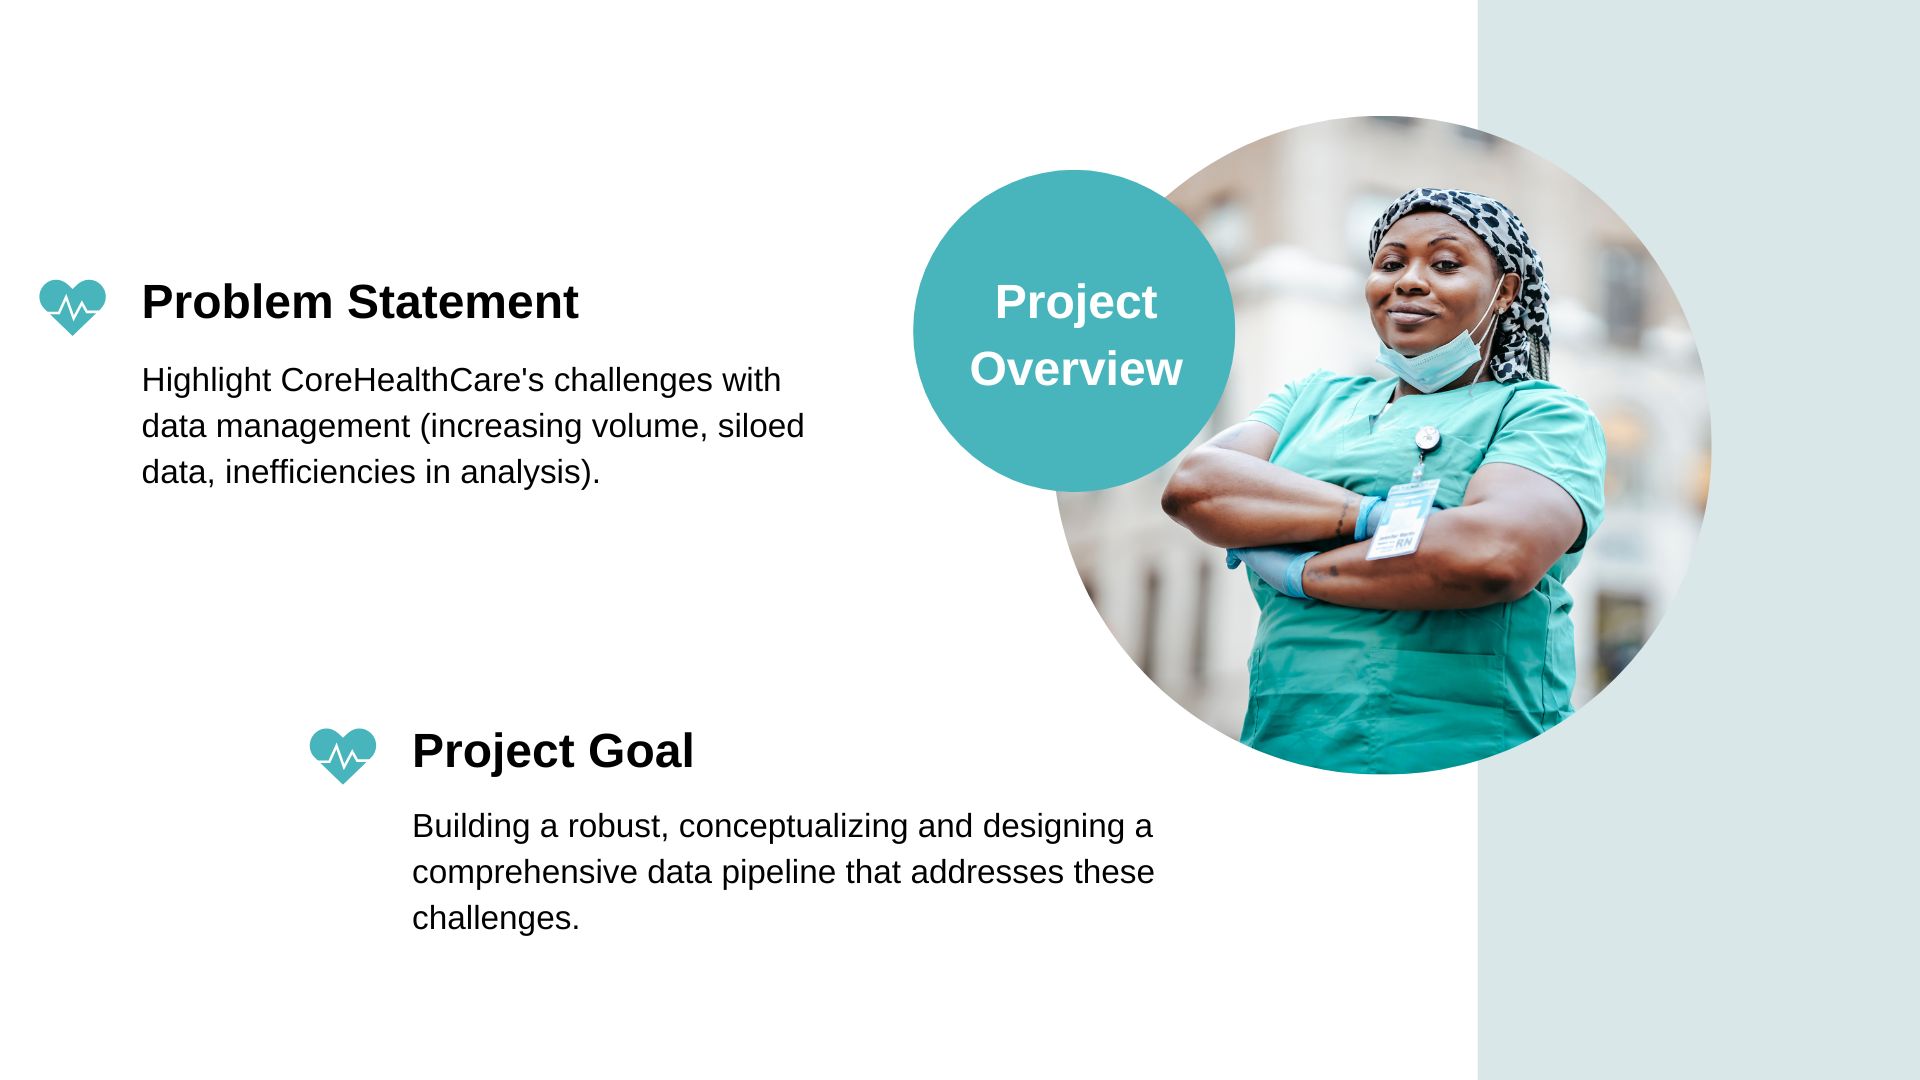 Project
Overview
Problem Statement
Highlight CoreHealthCare's challenges with
data management (increasing volume, siloed
data, inefficiencies in analysis).
RN
Project Goal
Building a robust, conceptualizing and designing a
comprehensive data pipeline that addresses these
challenges.